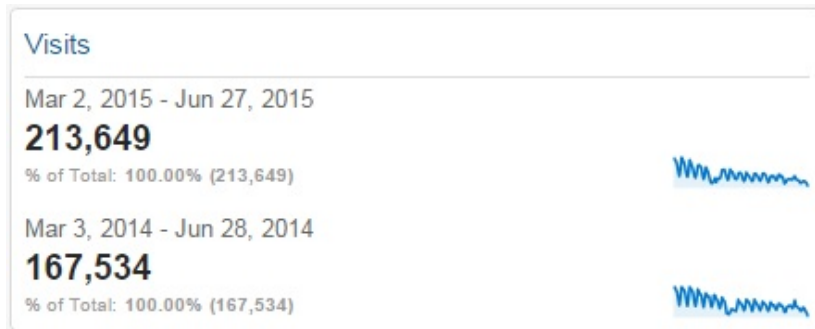 Visits
Mar 2, 2015 - Jun 27, 2015
213,649
% of Total: 100.00% (213,649)
Mar 3, 2014 - Jun 28, 2014
167,534
% of Total: 100.00% (167,534)